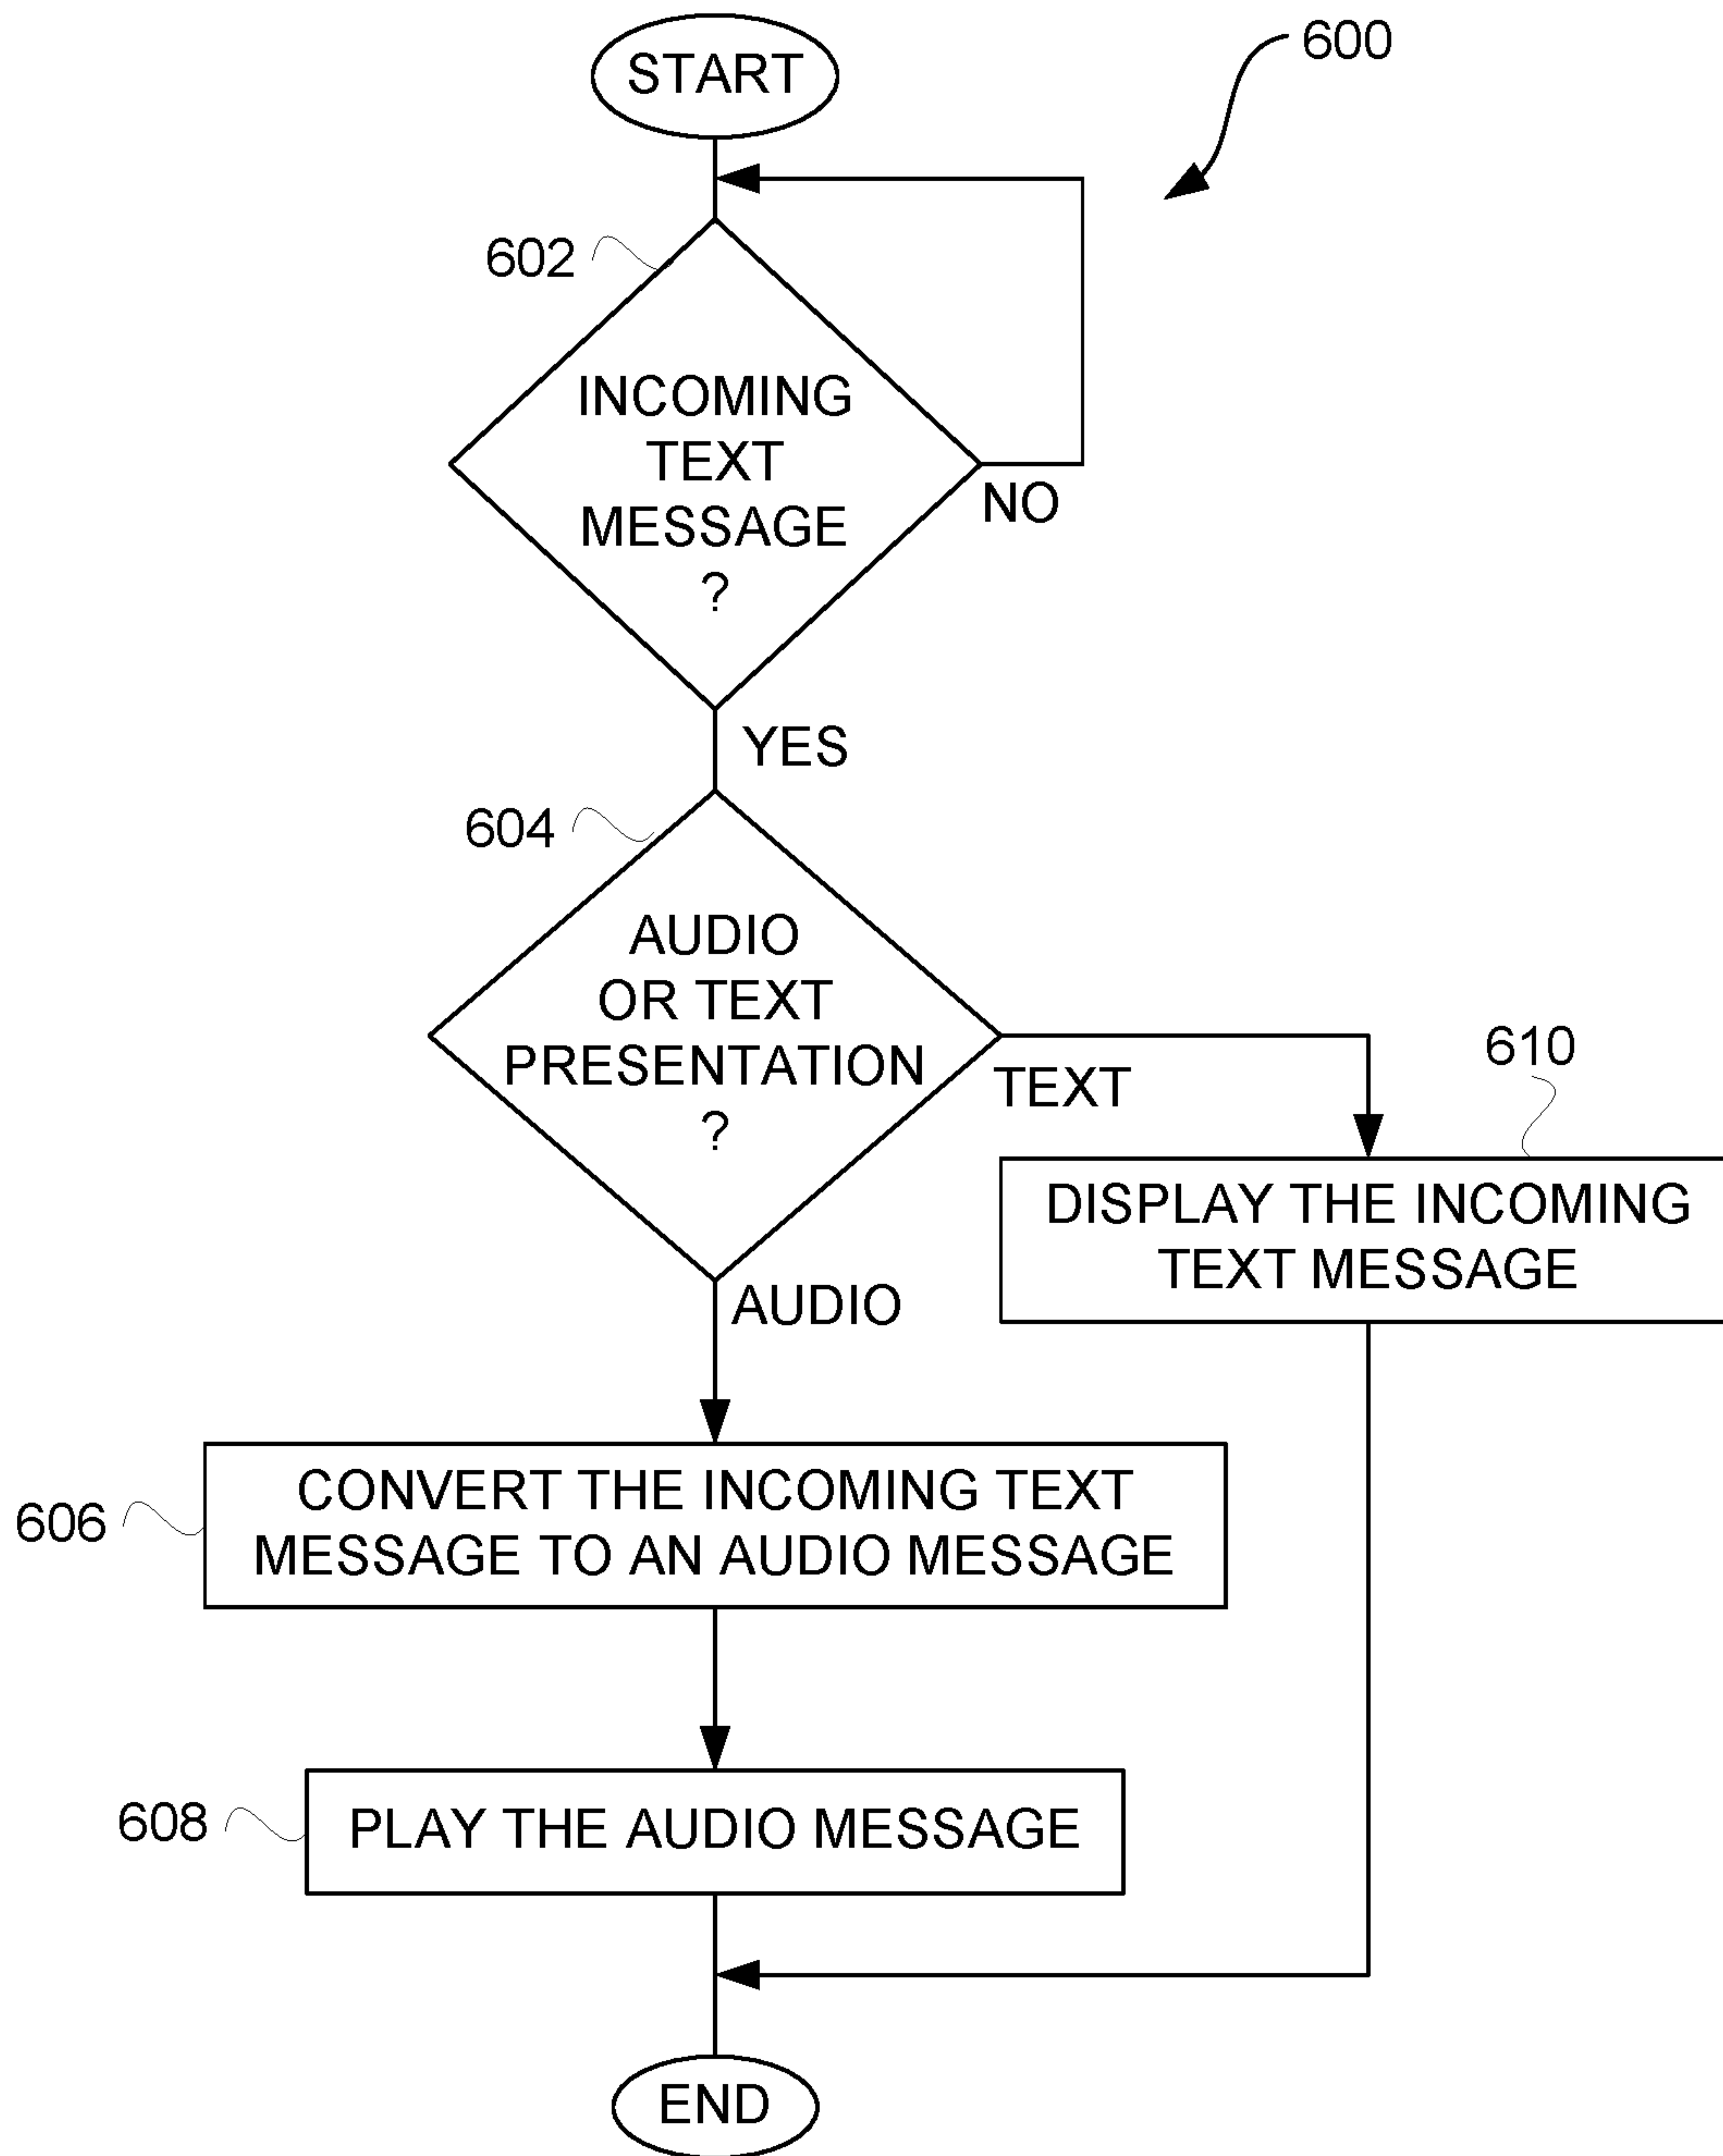 START
600
602
INCOMING
TEXT
MESSAGE
?
NO
YES
604
AUDIO
OR TEXT
PRESENTATION
?
TEXT
610
DISPLAY THE INCOMING
TEXT MESSAGE
AUDIO
606
CONVERT THE INCOMING TEXT
MESSAGE TO AN AUDIO MESSAGE
608
PLAY THE AUDIO MESSAGE
END